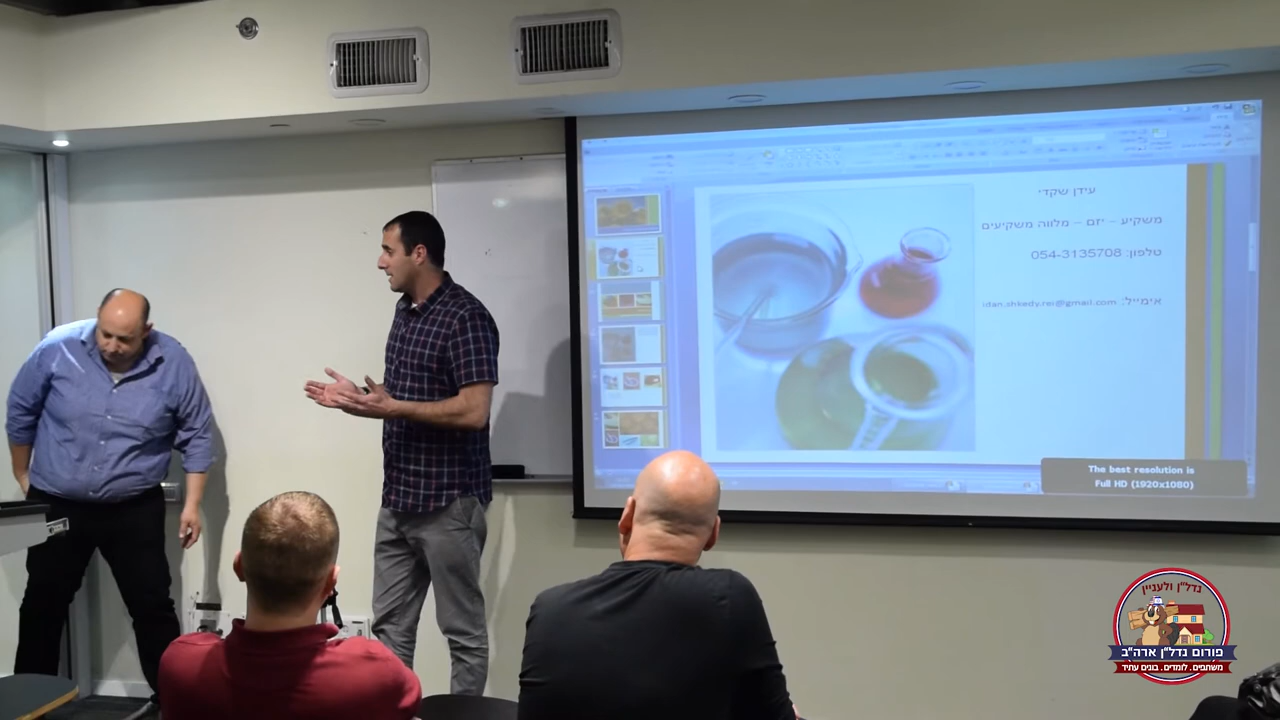 עידן שקדי
משקיע – יזם – מלווה משקיעים
טלפון: 054-3135708
אימייל: idan.shkedy.rei@gmail.com
The best resolution is
Full HD (1920x1080)
נדל"ן ולעניין
פורום נדל"ן ארה"ב
משתפים. לומדים. בונים עתיד